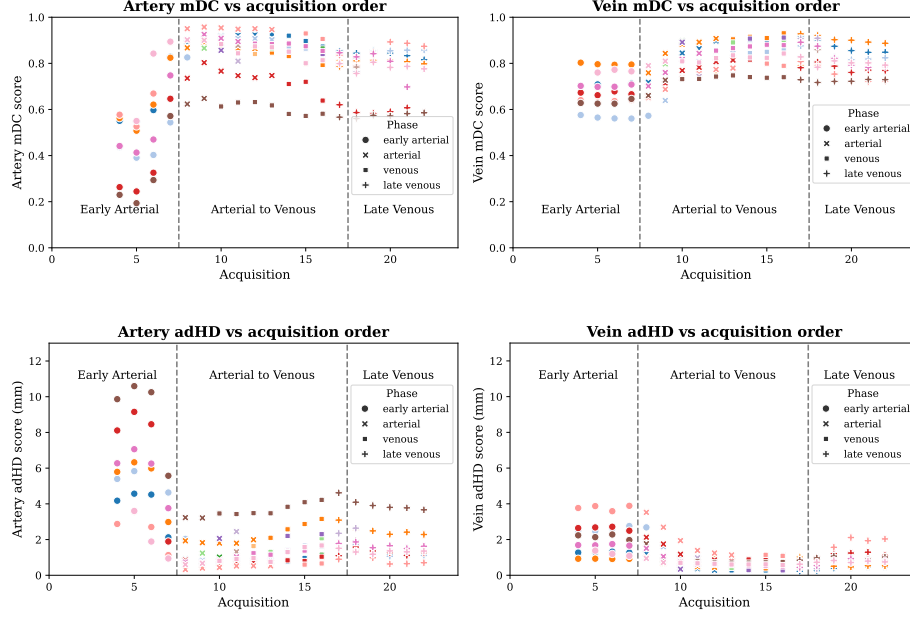 Artery mDC vs acquisition order
Artery mDC score
1.0
0.8
0.6
0.4
0.2
0.0
Phase
early arterial
arterial
venous
late venous
Early Arterial
Arterial to Venous
Late Venous
0
5
10
15
20
Acquisition
Vein mDC vs acquisition order
Vein mDC score
1.0
0.8
0.6
0.4
0.2
0.0
Phase
early arterial
arterial
venous
late venous
Early Arterial
Arterial to Venous
Late Venous
0
5
10
15
20
Acquisition
Artery adHD vs acquisition order
Artery adHD score (mm)
12
10
8
6
4
2
0
Early Arterial
Arterial to Venous
Late Venous
Phase
early arterial
arterial
venous
late venous
0
5
10
15
20
Acquisition
Vein adHD vs acquisition order
Vein adHD score (mm)
12
10
8
6
4
2
0
Early Arterial
Arterial to Venous
Late Venous
Phase
early arterial
arterial
venous
late venous
0
5
10
15
20
Acquisition